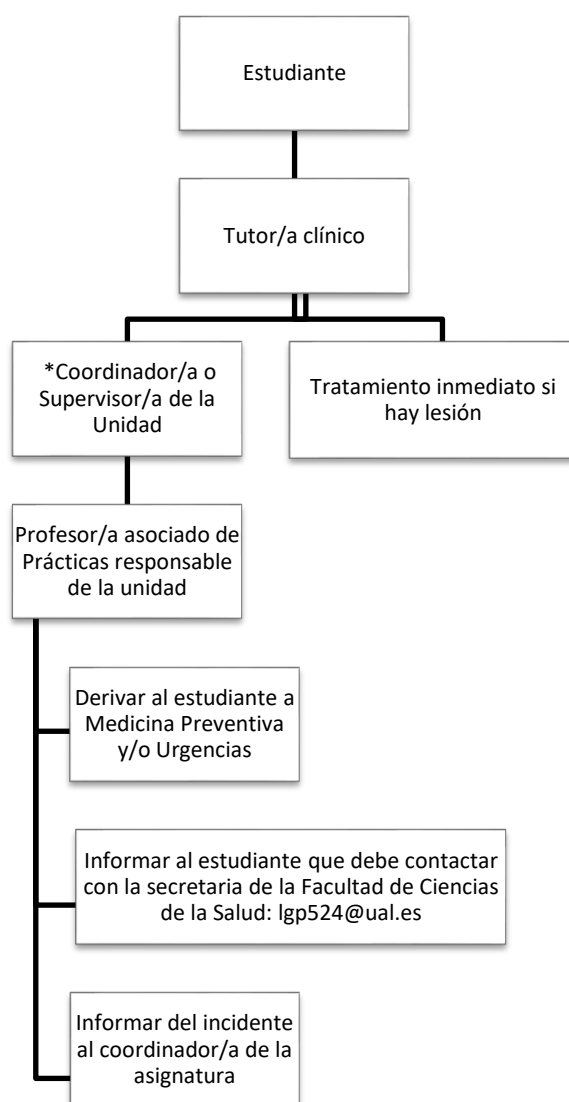 Estudiante
Tutor/a clínico
*Coordinador/a o
Supervisor/a de la
Unidad
Tratamiento inmediato si
hay lesión
Profesor/a asociado de
Prácticas responsable
de la unidad
Derivar al estudiante a
Medicina Preventiva
y/o Urgencias
Informar al estudiante que debe contactar
con la secretaria de la Facultad de Ciencias
de la Salud: lgp524@ual.es
Informar del incidente
al coordinador/a de la
asignatura